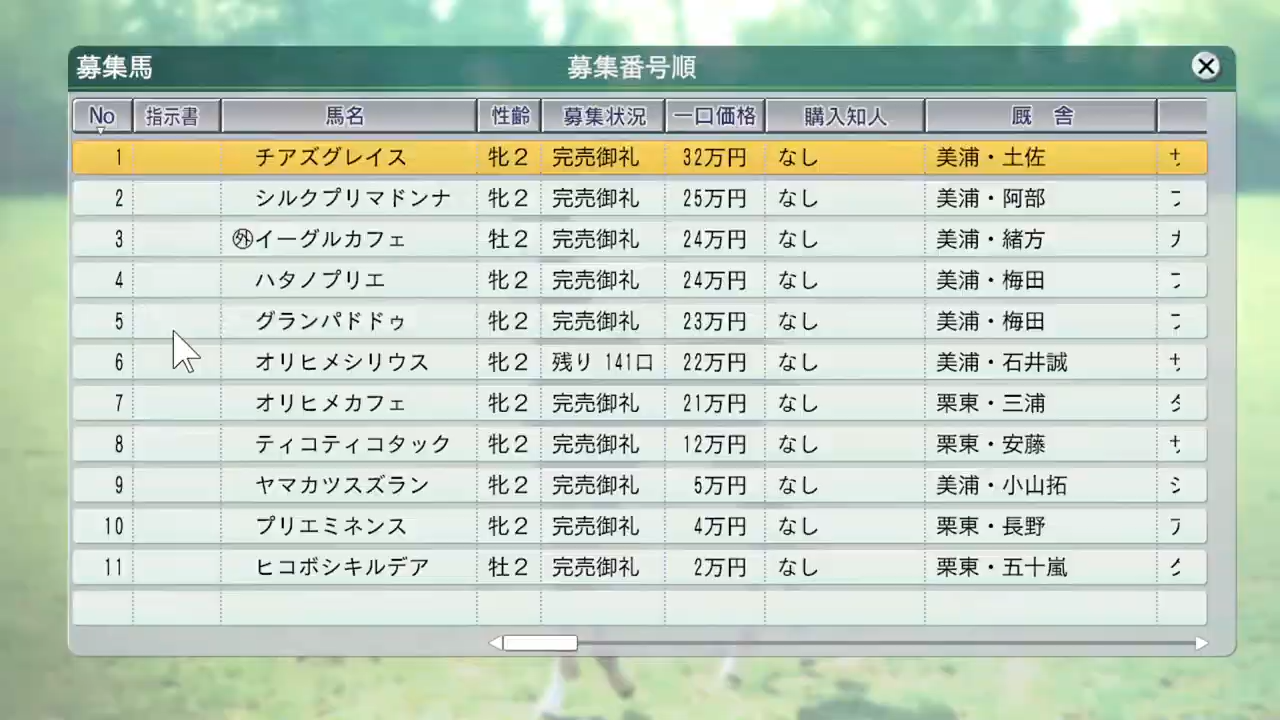 募集馬 募集番号順
No 指示書 馬名 性齢 募集状況 一口価格 購入知人 厩 舎
1 チアズグレイス 牝2 完売御礼 32万円 なし 美浦・土佐
2 シルクプリマドンナ 牝2 完売御礼 25万円 なし 美浦・阿部
3 ㊕イーグルカフェ 牡2 完売御礼 24万円 なし 美浦・緒方
4 ハタノプリエ 牝2 完売御礼 24万円 なし 美浦・梅田
5 グランパドドゥ 牝2 完売御礼 23万円 なし 美浦・梅田
6 オリヒメシリウス 牝2 残り 141口 22万円 なし 美浦・石井誠
7 オリヒメカフェ 牝2 完売御礼 21万円 なし 栗東・三浦
8 ティコティコタック 牝2 完売御礼 12万円 なし 栗東・安藤
9 ヤマカツスズラン 牝2 完売御礼 5万円 なし 美浦・小山拓
10 プリエミネンス 牝2 完売御礼 4万円 なし 栗東・長野
11 ヒコボシキルデア 牡2 完売御礼 2万円 なし 栗東・五十嵐